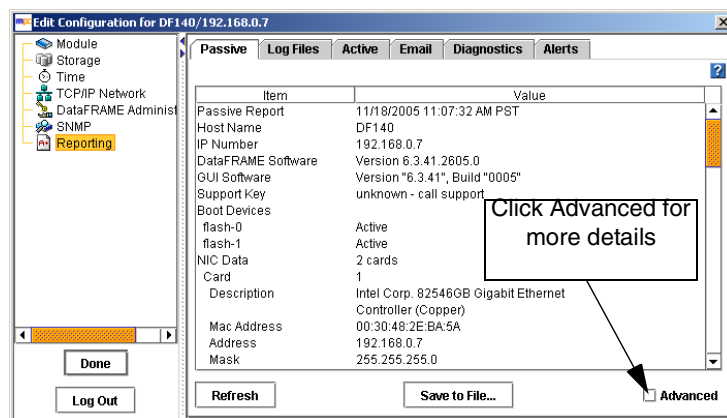 Edit Configuration for DF140/192.168.0.7
Module
Storage
Time
TCP/IP Network
DataFRAME Administ
SNMP
Reporting
Done
Log Out
Passive Log Files Active Email Diagnostics Alerts
?
Item Value
Passive Report 11/18/2005 11:07:32 AM PST
Host Name DF140
IP Number 192.168.0.7
DataFRAME Software Version 6.3.41.2605.0
GUI Software Version "6.3.41", Build "0005"
Support Key unknown - call support
Boot Devices
flash-0 Active
flash-1 Active
NIC Data 2 cards
Card 1
Description Intel Corp. 82546GB Gigabit Ethernet
Controller (Copper)
Mac Address 00:30:48:2E:BA:5A
Address 192.168.0.7
Mask 255.255.255.0
Click Advanced for
more details
Refresh Save to File... Advanced